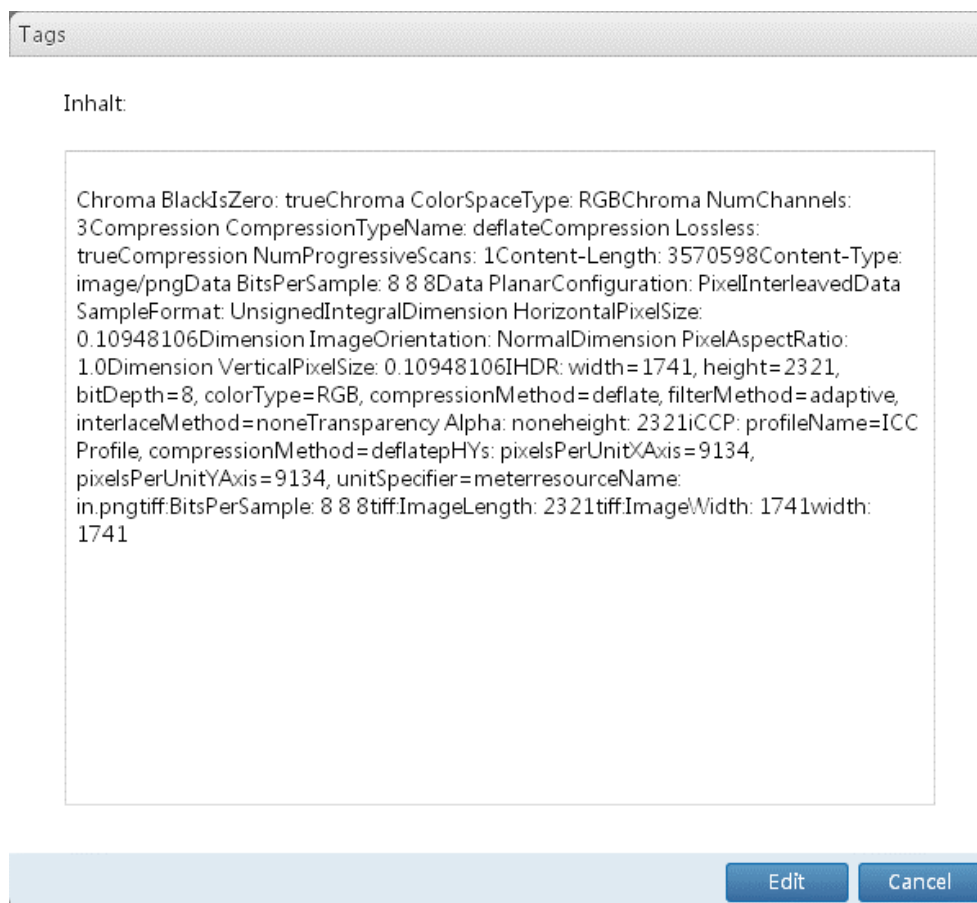 Tags
Inhalt:
Chroma BlackIsZero: trueChroma ColorSpaceType: RGBChroma NumChannels:
3Compression CompressionTypeName: deflateCompression Lossless:
trueCompression NumProgressiveScans: 1Content-Length: 3570598Content-Type:
image/pngData BitsPerSample: 8 8 8Data PlanarConfiguration: PixelInterleavedData
SampleFormat: UnsignedIntegralDimension HorizontalPixelSize:
0.10948106Dimension ImageOrientation: NormalDimension PixelAspectRatio:
1.0Dimension VerticalPixelSize: 0.10948106IHDR: width=1741, height=2321,
bitDepth=8, colorType=RGB, compressionMethod=deflate, filterMethod=adaptive,
interlaceMethod=noneTransparency Alpha: noneheight: 2321iCCP: profileName=ICC
Profile, compressionMethod=deflatepHYs: pixelsPerUnitXAxis=9134,
pixelsPerUnitYAxis=9134, unitSpecifier=meterresourceName:
in.pngtiff:BitsPerSample: 8 8 8tiff:ImageLength: 2321tiff:ImageWidth: 1741width:
1741
Edit
Cancel